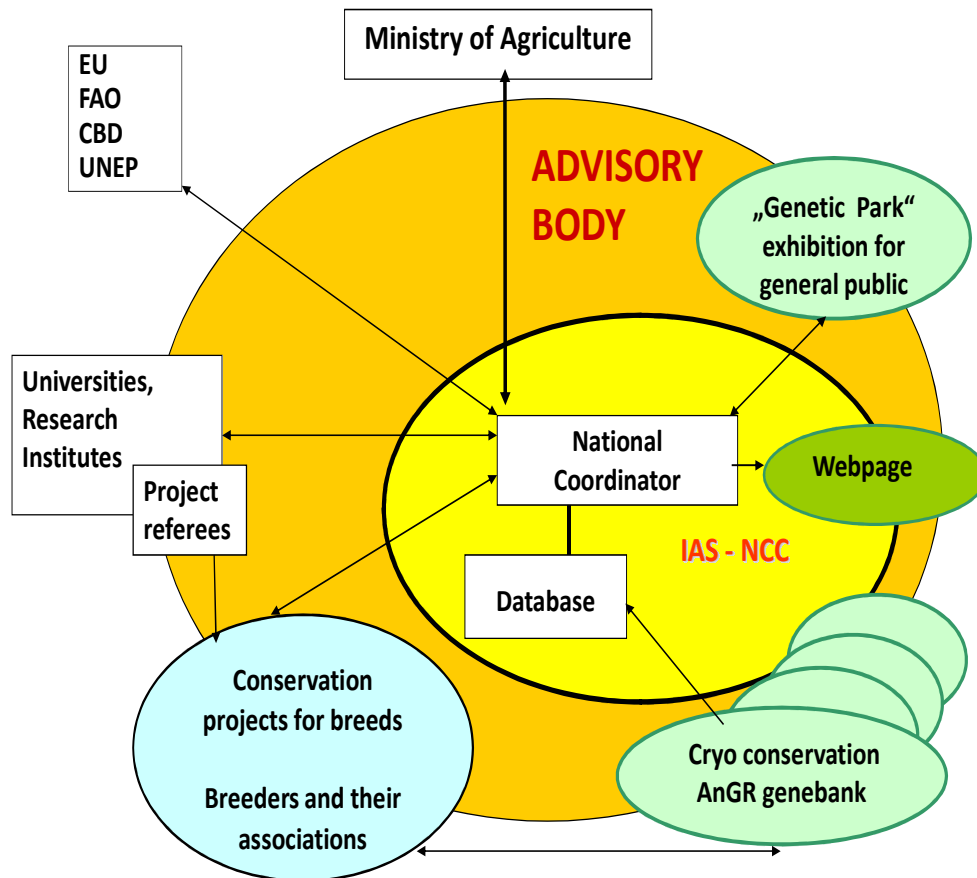 Ministry of Agriculture
EU
FAO
CBD
UNEP
ADVISORY
BODY
„Genetic Park“
exhibition for
general public
Universities,
Research
Institutes
Project
referees
National
Coordinator
Webpage
IAS - NCC
Database
Conservation
projects for breeds
Breeders and their
associations
Cryo conservation
AnGR genebank